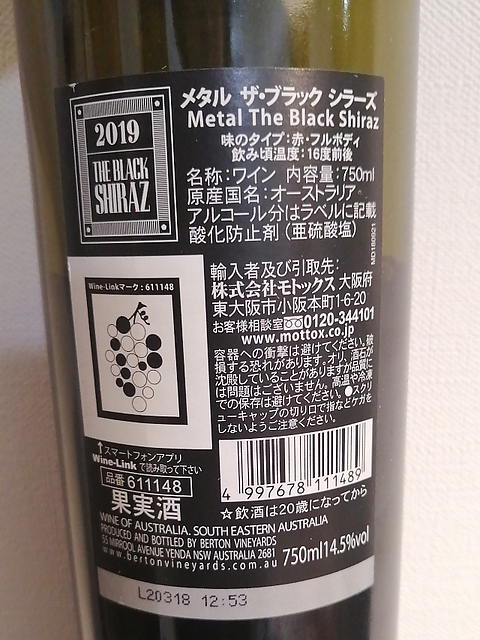 2019
THE BLACK
SHIRAZ
メタル ザ・ブラック シラーズ
Metal The Black Shiraz
味のタイプ:赤・フルボディ
飲み頃温度:16度前後
名称:ワイン 内容量:750ml
原産国名:オーストラリア
アルコール分はラベルに記載
酸化防止剤(亜硫酸塩)
MD180921
Wine-Linkマーク:611148
↑スマートフォンアプリ
Wine-Link で読み取って下さい
品番 611148
果実酒
輸入者及び引取先:
株式会社モトックス 大阪府
東大阪市小阪本町1-6-20
お客様相談室 0120-344101
www.mottox.co.jp
容器への衝撃は避けてください。破
損する恐れがあります。オリ、酒石が
沈殿していることがありますが品質に
は問題はございません。高温や冷凍
での保存は避けてください。●スクリ
ューキャップの切り口で指などケガを
しないようご注意ください。
4 997678 111489
☆飲酒は20歳になってから
WINE OF AUSTRALIA. SOUTH EASTERN AUSTRALIA
PRODUCED AND BOTTLED BY BERTON VINEYARDS
55 MIRROOL AVENUE YENDA NSW AUSTRALIA 2681
www.bertonvineyards.com.au
750ml14.5%vol
L20318 12:53